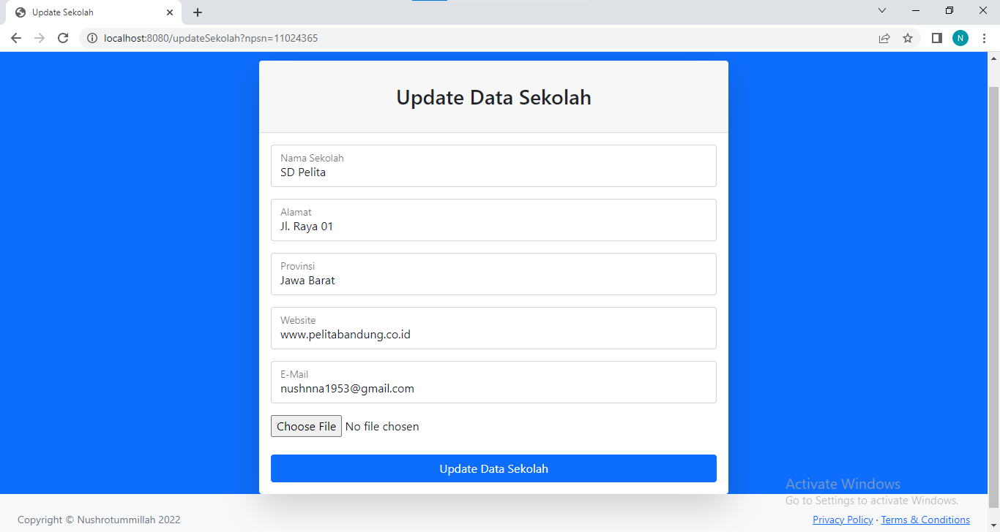 Update Sekolah
localhost:8080/updateSekolah?npsn=11024365
N
Update Data Sekolah
Nama Sekolah
SD Pelita
Alamat
Jl. Raya 01
Provinsi
Jawa Barat
Website
www.pelitabandung.co.id
E-Mail
nushnna1953@gmail.com
Choose File No file chosen
Update Data Sekolah
Activate Windows
Go to Settings to activate Windows.
Copyright © Nushrotummillah 2022
Privacy Policy · Terms & Conditions